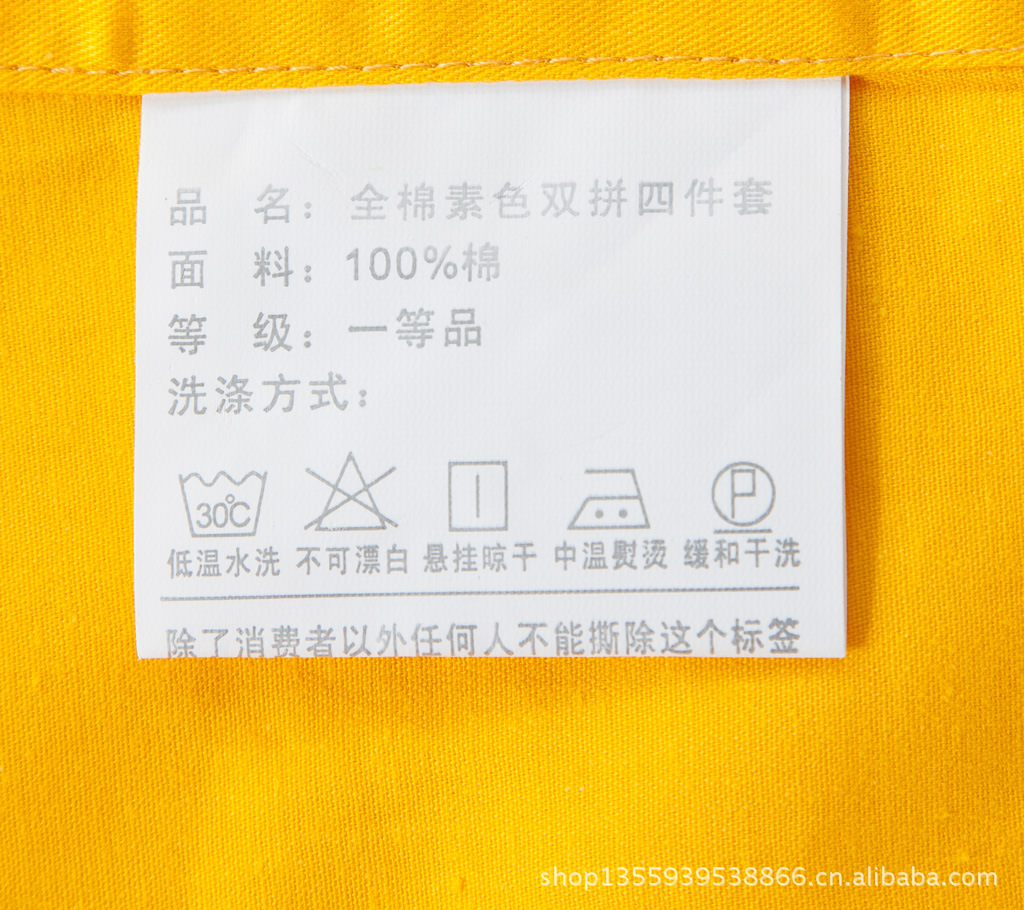 品 名：全棉素色双拼四件套
面 料：100%棉
等 级：一等品
洗涤方式：
30℃ P
低温水洗 不可漂白 悬挂晾干 中温熨烫 缓和干洗
除了消费者以外任何人不能撕除这个标签
shop1355939538866.cn.alibaba.com